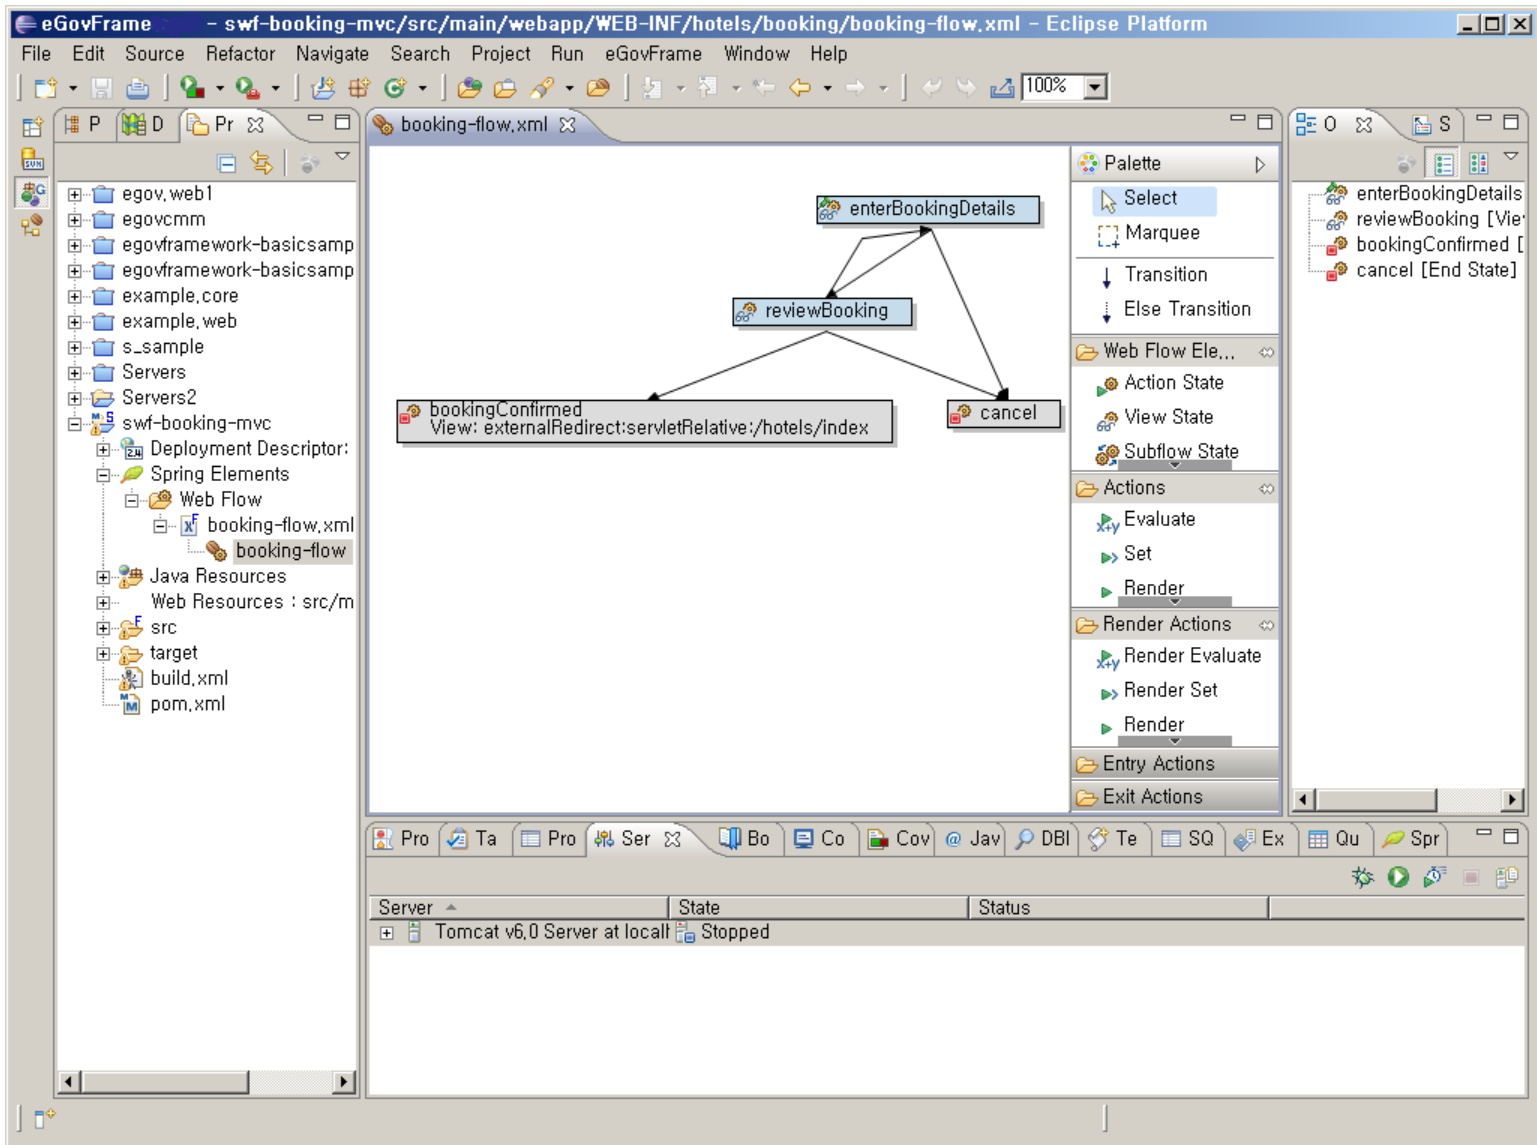 eGovFrame - swf-booking-mvc/src/main/webapp/WEB-INF/hotels/booking/booking-flow.xml - Eclipse Platform
File Edit Source Refactor Navigate Search Project Run eGovFrame Window Help
100%
P D Pr
egov.web1
egovcmm
egovframework-basicsamp
egovframework-basicsamp
example.core
example.web
s_sample
Servers
Servers2
swf-booking-mvc
Deployment Descriptor:
Spring Elements
Web Flow
booking-flow.xml
booking-flow
Java Resources
Web Resources : src/m
src
target
build.xml
pom.xml
booking-flow.xml
enterBookingDetails
reviewBooking
bookingConfirmed
View: externalRedirect:servletRelative:/hotels/index
cancel
Palette
Select
Marquee
Transition
Else Transition
Web Flow Ele...
Action State
View State
Subflow State
Actions
Evaluate
Set
Render
Render Actions
Render Evaluate
Render Set
Render
Entry Actions
Exit Actions
O S
enterBookingDetails
reviewBooking [Vie
bookingConfirmed [
cancel [End State]
Pro Ta Pro Ser Bo Co Cov Jav DBI Te SQ Ex Qu Spr
Server State Status
Tomcat v6.0 Server at localh Stopped